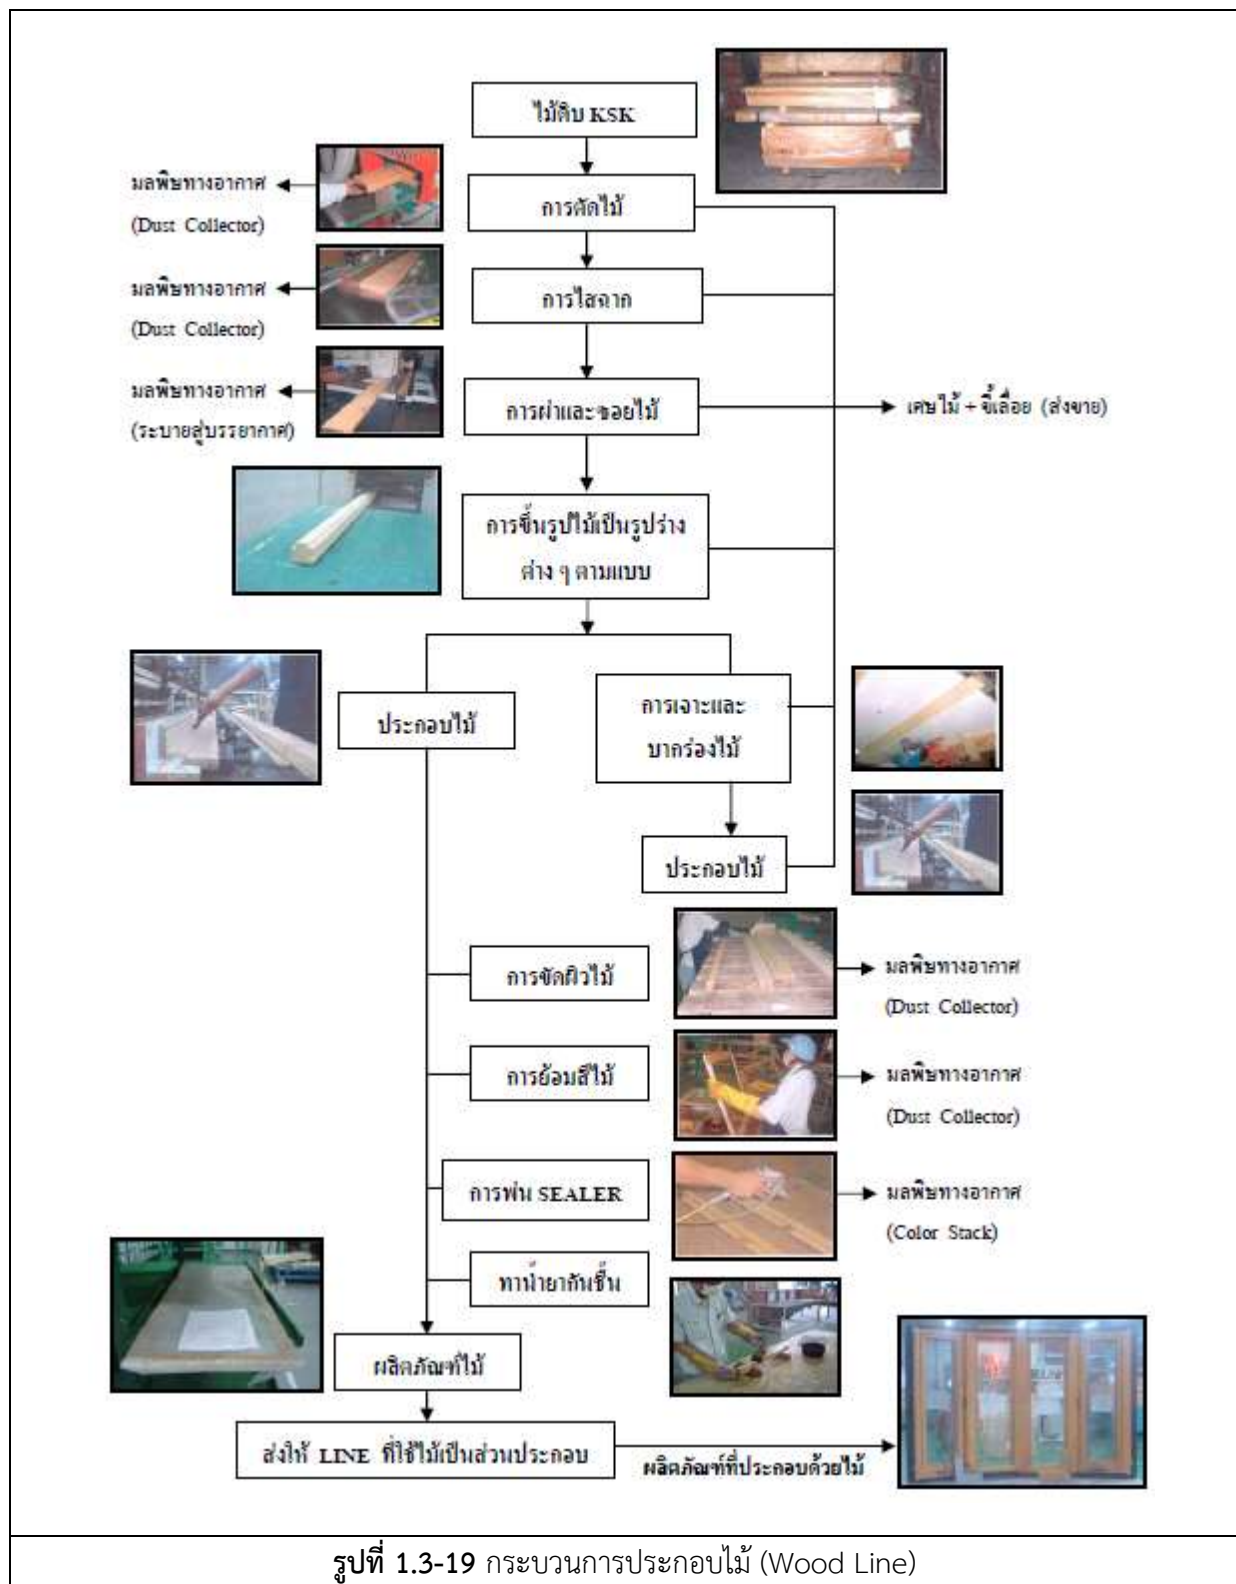 ไม้ดิบ KSK
มลพิษทางอากาศ
(Dust Collector)
การตัดไม้
มลพิษทางอากาศ
(Dust Collector)
การไสฉาก
มลพิษทางอากาศ
(ระบายสู่บรรยากาศ)
การผ่าและซอยไม้
เศษไม้ + ขี้เลื่อย (ส่งขาย)
การขึ้นรูปไม้เป็นรูปร่าง
ต่าง ๆ ตามแบบ
ประกอบไม้
การเจาะและ
บากร่องไม้
ประกอบไม้
การขัดผิวไม้
มลพิษทางอากาศ
(Dust Collector)
การย้อมสีไม้
มลพิษทางอากาศ
(Dust Collector)
การพ่น SEALER
มลพิษทางอากาศ
(Color Stack)
ทาน้ำยากันชื้น
ผลิตภัณฑ์ไม้
ส่งให้ LINE ที่ใช้ไม้เป็นส่วนประกอบ
ผลิตภัณฑ์ที่ประกอบด้วยไม้
รูปที่ 1.3-19 กระบวนการประกอบไม้ (Wood Line)